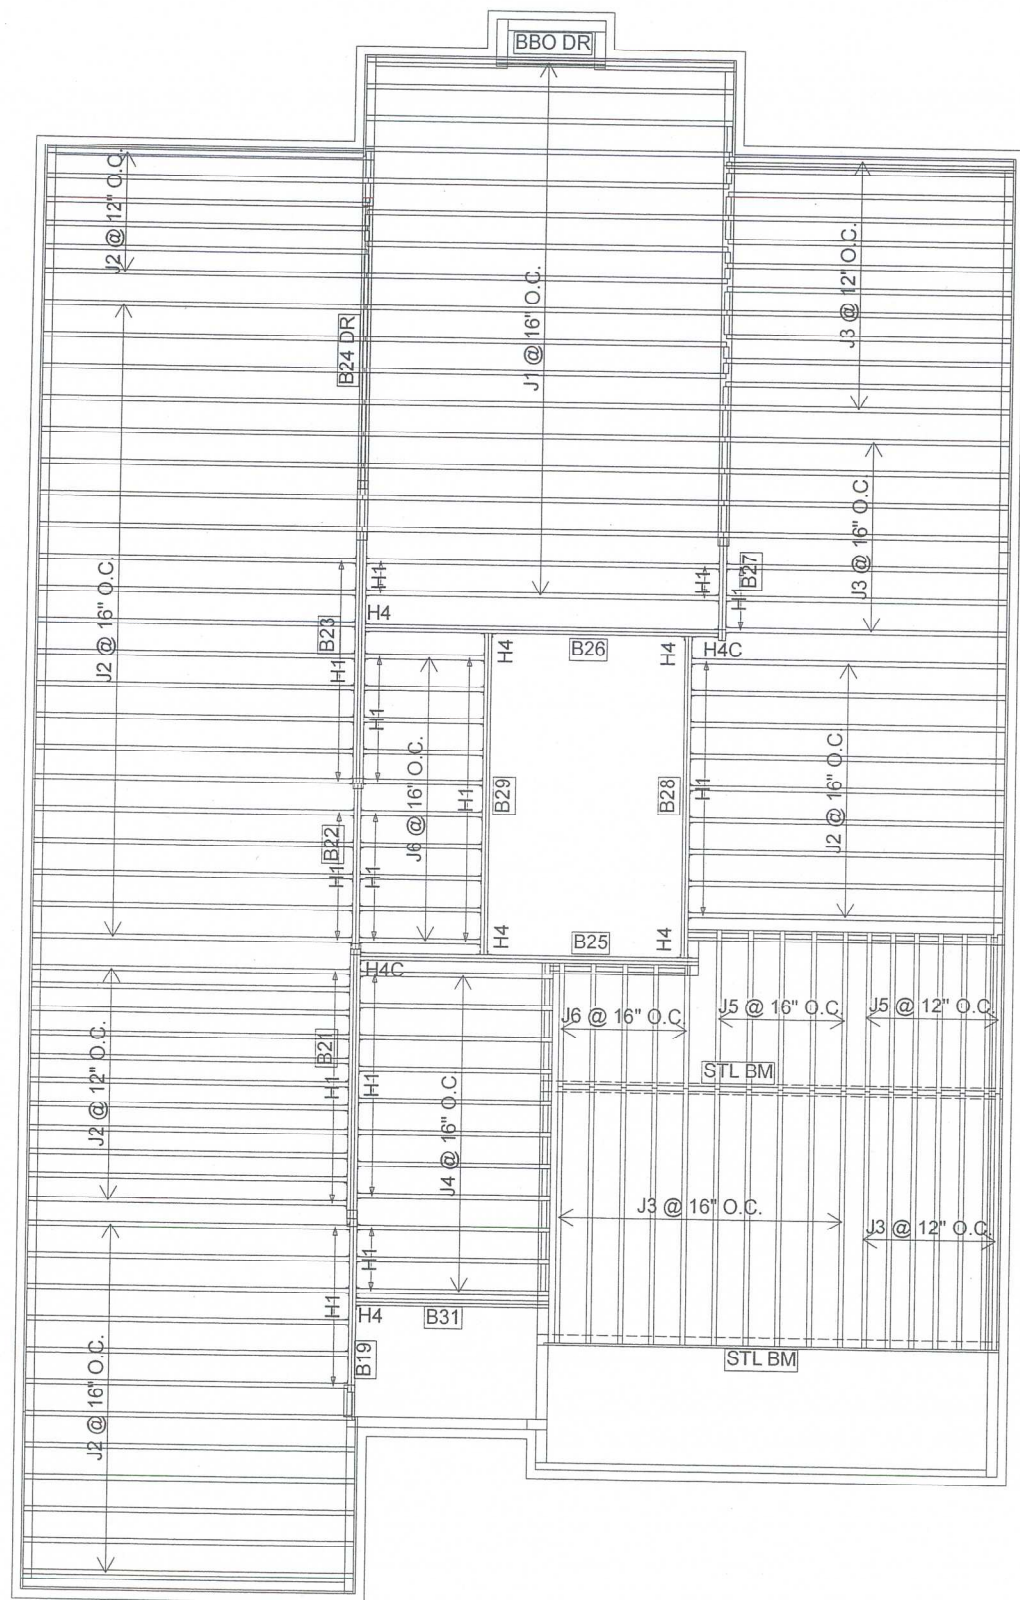 BBO DR
J2 @ 12" O.C.
J1 @ 16" O.C.
J3 @ 12" O.C.
B24 DR
J2 @ 16" O.C.
J3 @ 16" O.C.
H1
H1
B27
H1
H4
B23
H1
B26
H4
H4
H4C
H1
J6 @ 16" O.C.
H1
B29
B28
H1
J2 @ 16" O.C.
B22
H1
H1
H4
B25
H4
H4C
J2 @ 12" O.C.
B21
H1
H1
J4 @ 16" O.C.
J6 @ 16" O.C.
J5 @ 16" O.C.
J5 @ 12" O.C.
STL BM
J3 @ 16" O.C.
J3 @ 12" O.C.
J2 @ 16" O.C.
H1
H1
H4
B31
B19
STL BM